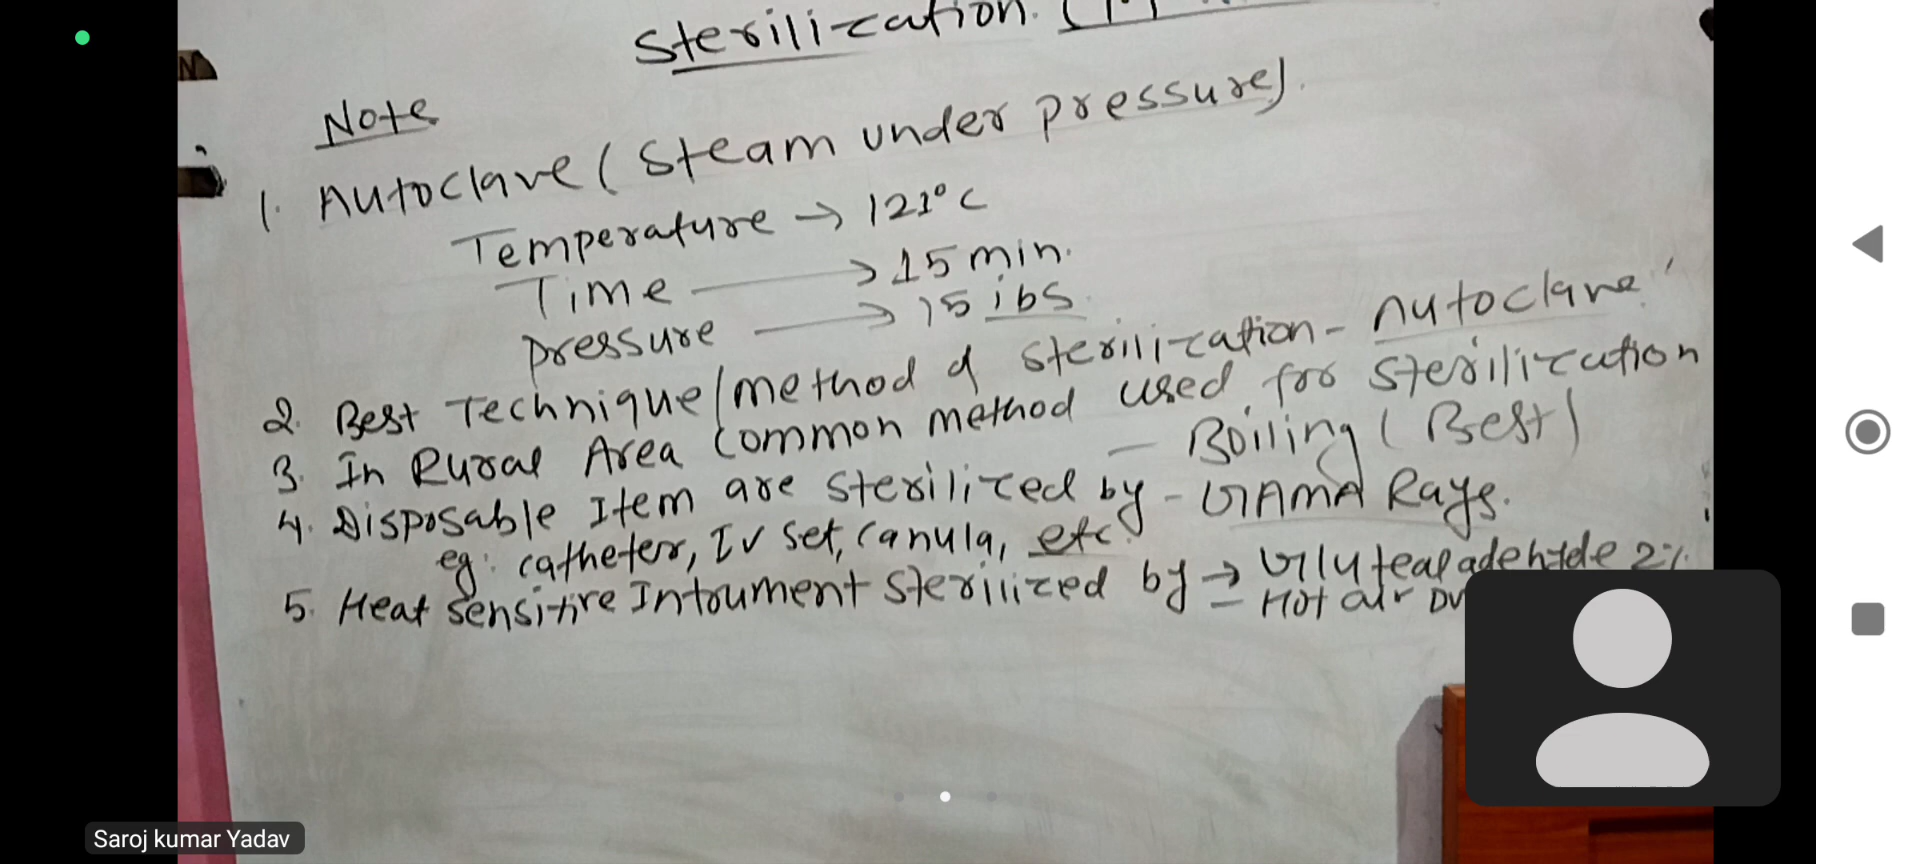 Sterilization.
Note
1. Autoclave (Steam under pressure).
Temperature → 121°C
Time → 15 min.
pressure → 15 ibs
2. Best Technique/method of sterilization - Autoclave
3. In Rural Area Common method used for sterilization
— Boiling (Best)
4. Disposable Item are sterilized by - GAMA Rays.
eg: catheter, IV set, canula, etc.
5. Heat sensitive Intrument sterilized by → Glutealadehtde 2%
- Hot air
Saroj kumar Yadav